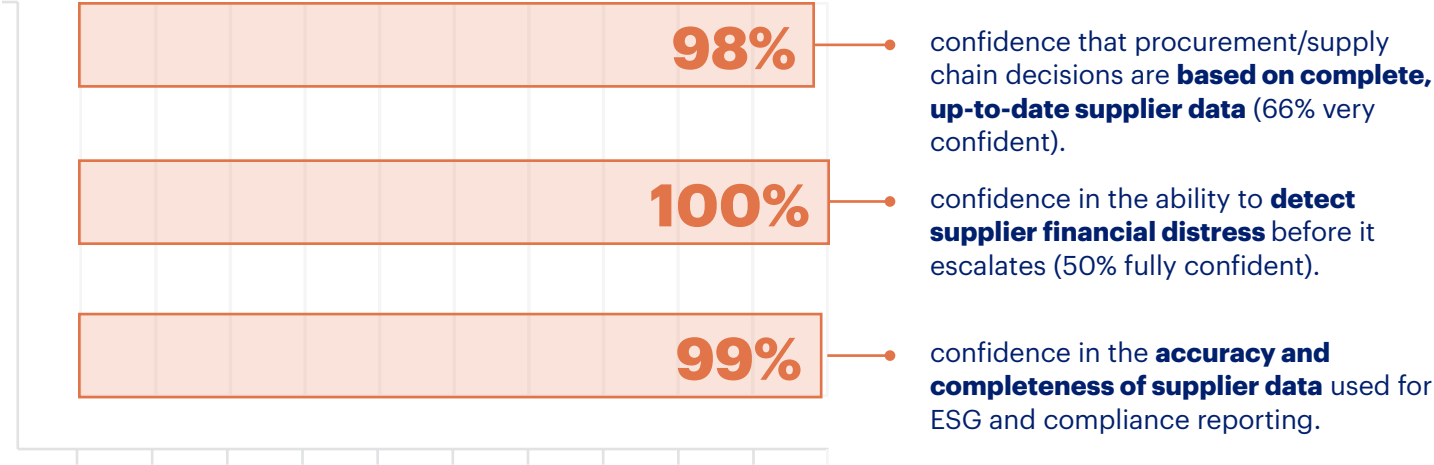 98%
confidence that procurement/supply
chain decisions are based on complete,
up-to-date supplier data (66% very
confident).
100%
confidence in the ability to detect
supplier financial distress before it
escalates (50% fully confident).
99%
confidence in the accuracy and
completeness of supplier data used for
ESG and compliance reporting.